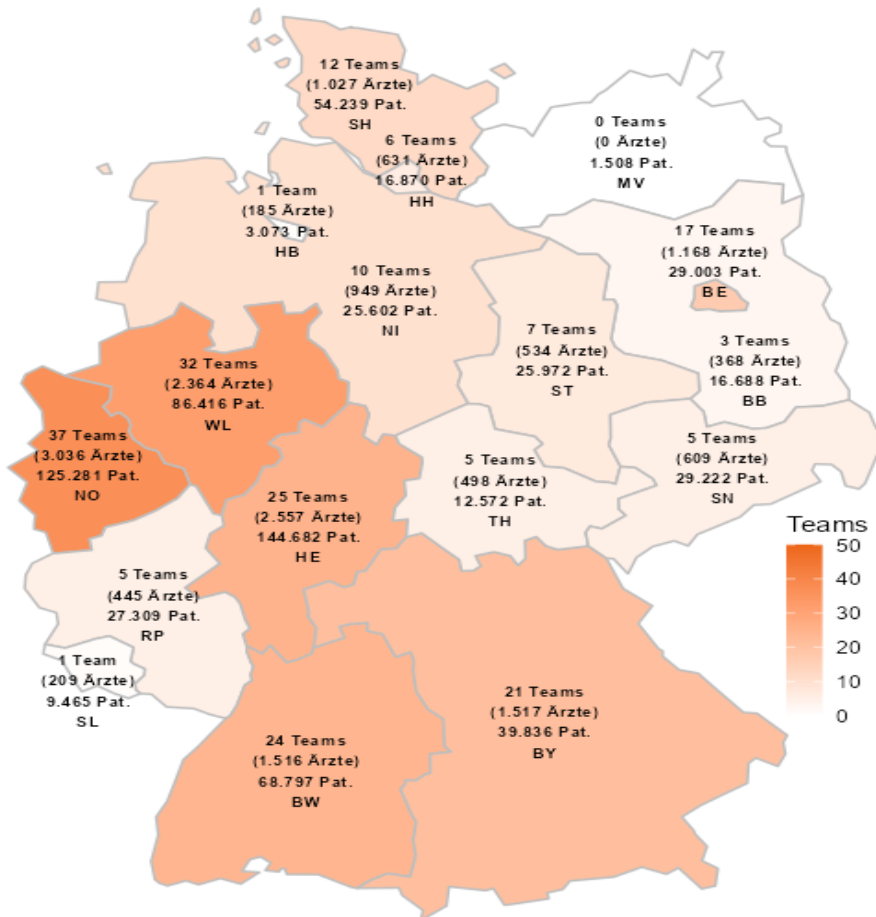 12 Teams
(1.027 Ärzte)
54.239 Pat.
SH
6 Teams
(631 Ärzte)
16.870 Pat.
HH
0 Teams
(0 Ärzte)
1.508 Pat.
MV
1 Team
(185 Ärzte)
3.073 Pat.
HB
17 Teams
(1.168 Ärzte)
29.003 Pat.
BE
10 Teams
(949 Ärzte)
25.602 Pat.
NI
7 Teams
(534 Ärzte)
25.972 Pat.
ST
3 Teams
(368 Ärzte)
16.688 Pat.
BB
32 Teams
(2.364 Ärzte)
86.416 Pat.
WL
37 Teams
(3.036 Ärzte)
125.281 Pat.
NO
25 Teams
(2.557 Ärzte)
144.682 Pat.
HE
5 Teams
(498 Ärzte)
12.572 Pat.
TH
5 Teams
(609 Ärzte)
29.222 Pat.
SN
5 Teams
(445 Ärzte)
27.309 Pat.
RP
1 Team
(209 Ärzte)
9.465 Pat.
SL
24 Teams
(1.516 Ärzte)
68.797 Pat.
BW
21 Teams
(1.517 Ärzte)
39.836 Pat.
BY
Teams
50
40
30
20
10
0